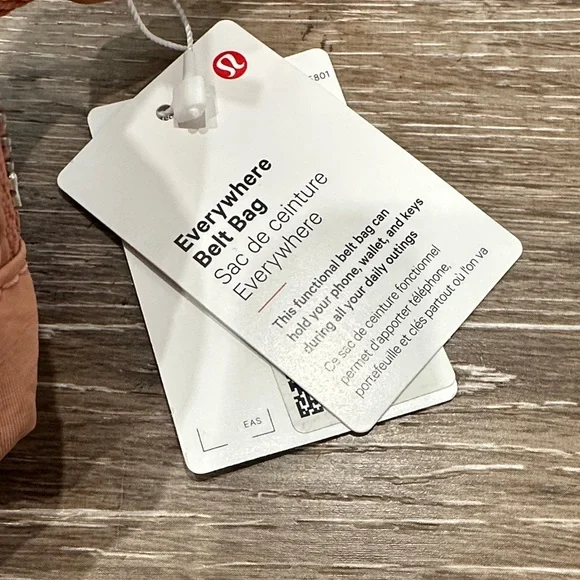 Everywhere
Belt Bag
Sac de ceinture
Everywhere
This functional belt bag can
hold your phone, wallet, and keys
during all your daily outings
Ce sac de ceinture fonctionnel
permet d'apporter téléphone,
portefeuille et clés partout où l'on va
EAS